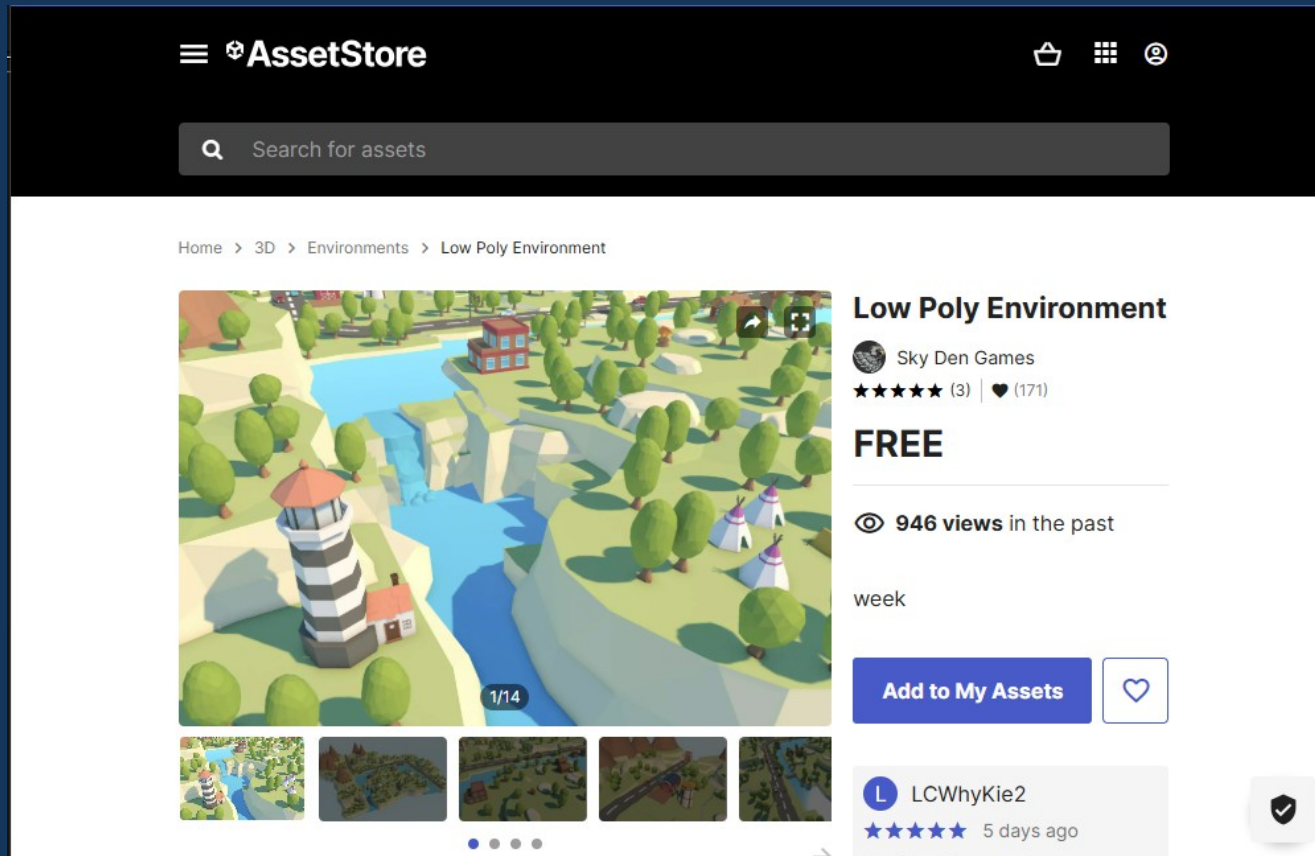 AssetStore
Search for assets
Home > 3D > Environments > Low Poly Environment
Low Poly Environment
Sky Den Games
★★★★★ (3) | ♥ (171)
FREE
946 views in the past
week
1/14
Add to My Assets
L LCWhyKie2
★★★★★ 5 days ago